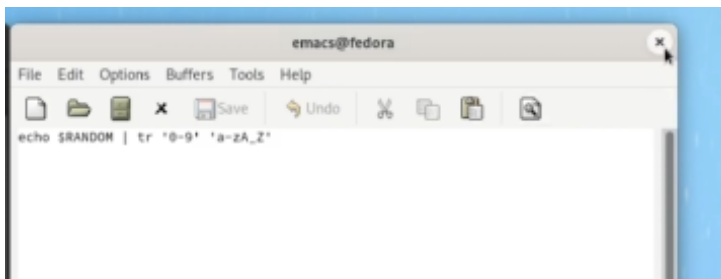 emacs@fedora
File Edit Options Buffers Tools Help
Save Undo
echo $RANDOM | tr '0-9' 'a-zA_Z'